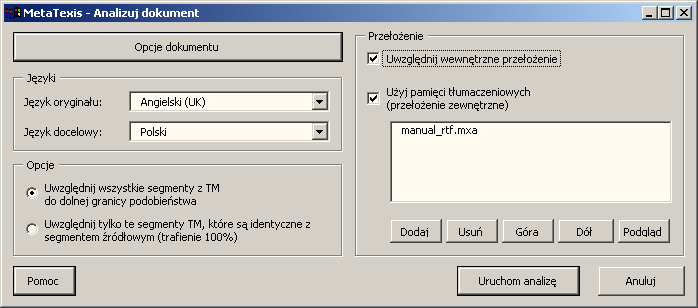 MetaTexis - Analizuj dokument
Opcje dokumentu
Języki
Język oryginału:
Angielski (UK)
Język docelowy:
Polski
Opcje
Uwzględnij wszystkie segmenty z TM
do dolnej granicy podobieństwa
Uwzględnij tylko te segmenty TM, które są identyczne z
segmentem źródłowym (trafienie 100%)
Przełożenie
Uwzględnij wewnętrzne przełożenie
Użyj pamięci tłumaczeniowych
(przełożenie zewnętrzne)
manual_rtf.mxa
Dodaj
Usuń
Góra
Dół
Podgląd
Pomoc
Uruchom analizę
Anuluj